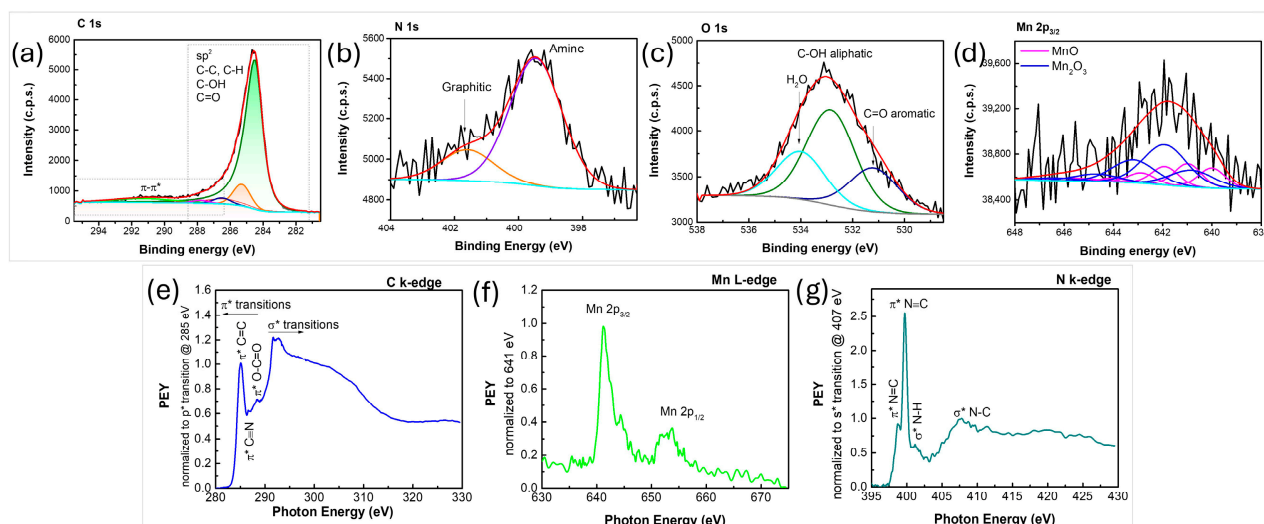 C 1s
(a)
sp²
C-C, C-H
C-OH
C=O
π-π*
Intensity (c.p.s.)
6000
5000
4000
3000
2000
1000
0
294 292 290 288 286 284 282
Binding energy (eV)
N 1s
(b)
Amine
Graphitic
Intensity (c.p.s.)
5600
5400
5200
5000
4800
404 402 400 396
Binding Energy (eV)
O 1s
(c)
C-OH aliphatic
H₂O
C=O aromatic
Intensity (c.p.s.)
5000
4500
4000
3500
3000
538 536 534 532 530
Binding Energy (eV)
Mn 2p₃/₂
(d)
MnO
Mn₂O₃
Intensity (c.p.s.)
39,600
39,200
38,800
38,400
648 646 644 642 640 63
Binding energy (eV)
C k-edge
(e)
π* transitions
σ* transitions
π* C=C
π* C=N
π* O-C=O
PEY
normalized to p* transition @ 285 eV
1.6
1.4
1.2
1.0
0.8
0.6
0.4
0.2
0.0
280 290 300 310 320 330
Photon Energy (eV)
Mn L-edge
(f)
Mn 2p₃/₂
Mn 2p₁/₂
PEY
normalized to 641 eV
1.2
1.0
0.8
0.6
0.4
0.2
0.0
630 640 650 660 670
Photon Energy (eV)
N k-edge
(g)
π* N=C
π* N=C
σ* N-H
σ* N-C
PEY
normalized to s* transition @ 407 eV
2.5
2.0
1.5
1.0
0.5
0.0
395 400 405 410 415 420 425 430
Photon Energy (eV)